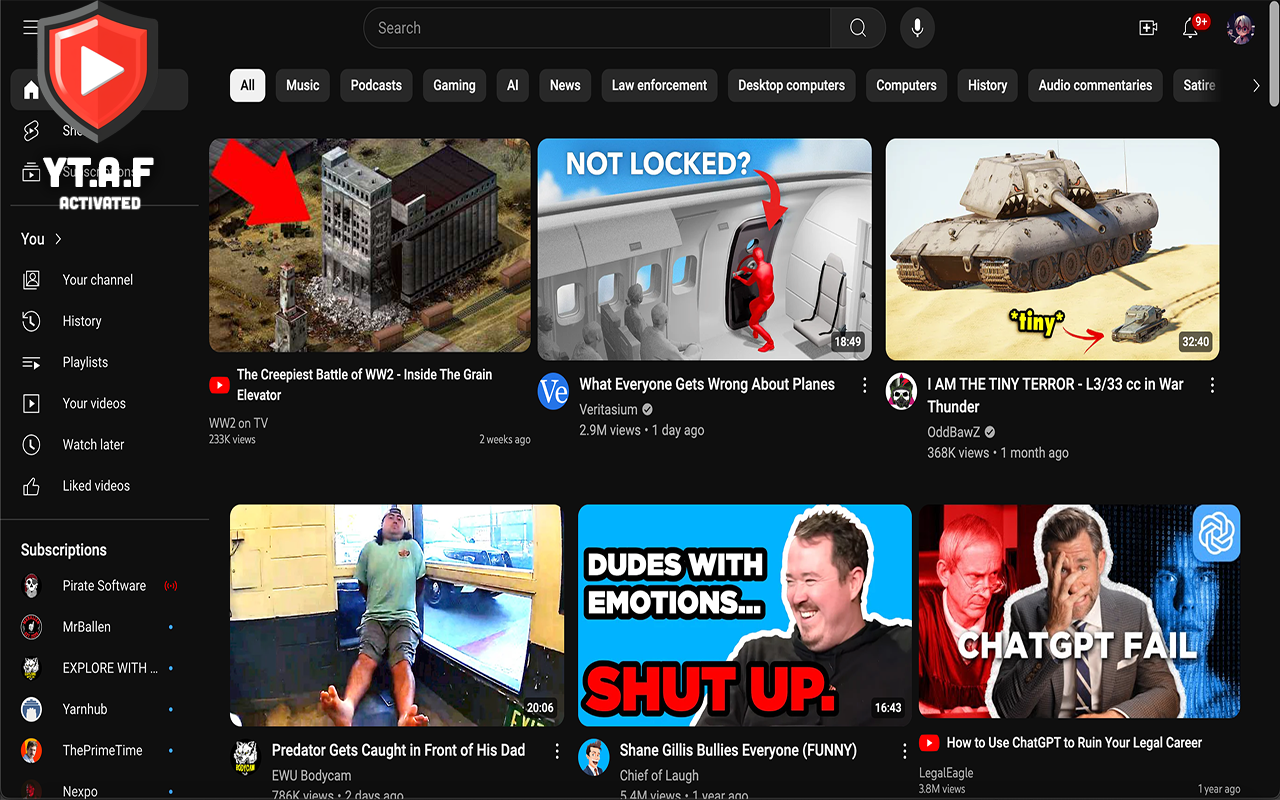 Search
9+
All
Music
Podcasts
Gaming
AI
News
Law enforcement
Desktop computers
Computers
History
Audio commentaries
Satire
YT.A.F
ACTIVATED
You
Your channel
History
Playlists
Your videos
Watch later
Liked videos
Subscriptions
Pirate Software
MrBallen
EXPLORE WITH ...
Yarnhub
ThePrimeTime
Nexpo
The Creepiest Battle of WW2 - Inside The Grain
Elevator
WW2 on TV
233K views
2 weeks ago
NOT LOCKED?
18:49
Ve
What Everyone Gets Wrong About Planes
Veritasium
2.9M views • 1 day ago
*tiny*
32:40
I AM THE TINY TERROR - L3/33 cc in War
Thunder
OddBawZ
368K views • 1 month ago
EXIT
20:06
BODYCAM
Predator Gets Caught in Front of His Dad
EWU Bodycam
786K views • 2 days ago
DUDES WITH
EMOTIONS...
SHUT UP.
16:43
Shane Gillis Bullies Everyone (FUNNY)
Chief of Laugh
5.4M views • 1 year ago
CHATGPT FAIL
How to Use ChatGPT to Ruin Your Legal Career
LegalEagle
3.8M views
1 year ago